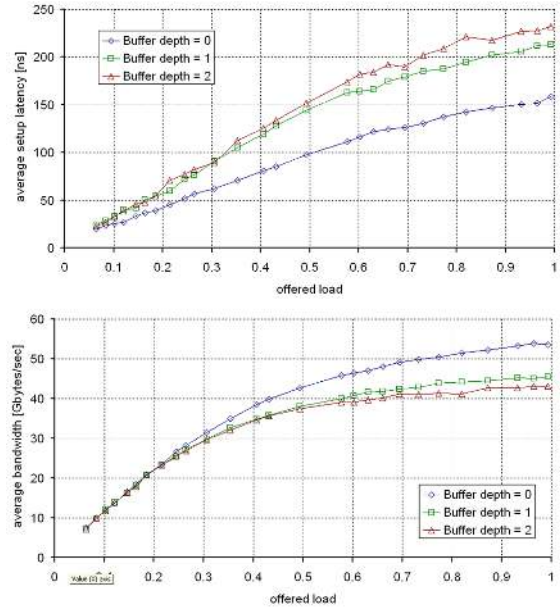 250
200
150
100
50
0
average setup latency [ns]
Buffer depth = 0
Buffer depth = 1
Buffer depth = 2
0 0.1 0.2 0.3 0.4 0.5 0.6 0.7 0.8 0.9 1
offered load
60
50
40
30
20
10
0
average bandwidth [Gbytes/sec]
Buffer depth = 0
Buffer depth = 1
Buffer depth = 2
0 0.2 0.3 0.4 0.5 0.6 0.7 0.8 0.9 1
offered load